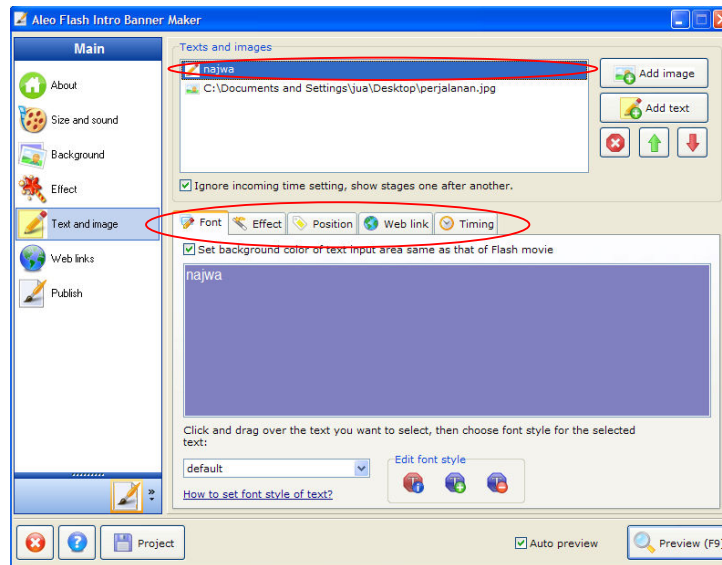 Aleo Flash Intro Banner Maker
Main
About
Size and sound
Background
Effect
Text and image
Web links
Publish
Texts and images
najwa
C:\Documents and Settings\jua\Desktop\perjalanan.jpg
Add image
Add text
Ignore incoming time setting, show stages one after another.
Font Effect Position Web link Timing
Set background color of text input area same as that of Flash movie
najwa
Click and drag over the text you want to select, then choose font style for the selected
text:
default
Edit font style
How to set font style of text?
Project
Auto preview
Preview (F9)